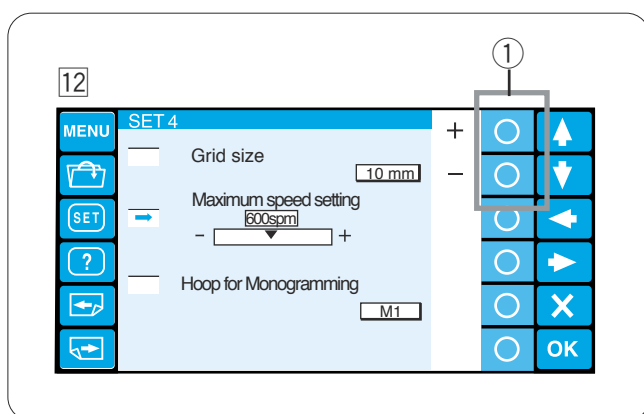 1
12
MENU
SET 4
+
Grid size
10 mm
−
SET
Maximum speed setting
600spm
- +
?
Hoop for Monogramming
M1
X
OK